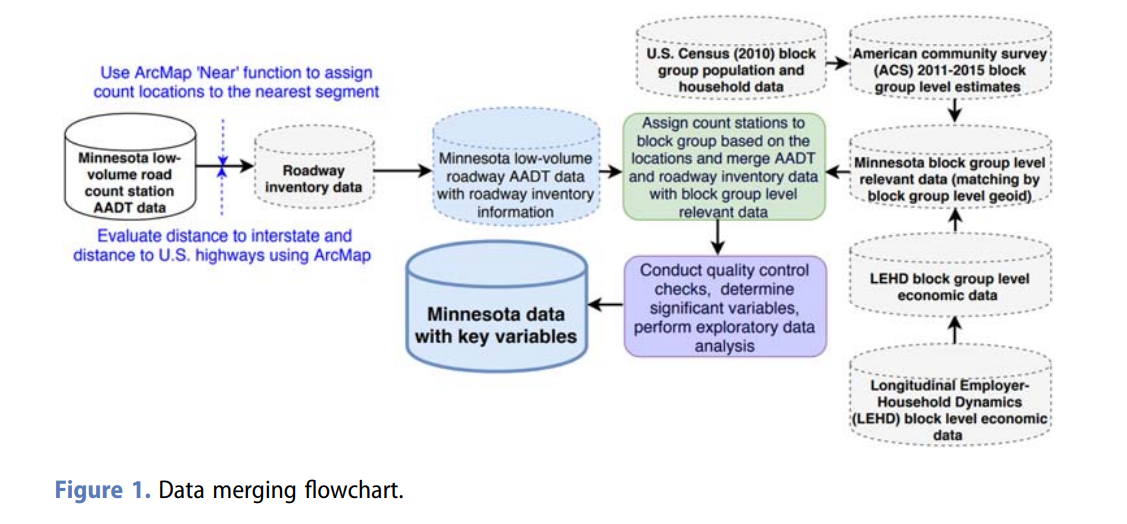 Use ArcMap 'Near' function to assign
count locations to the nearest segment
Minnesota low-
volume road
count station
AADT data
Roadway
inventory data
Evaluate distance to interstate and
distance to U.S. highways using ArcMap
Minnesota low-volume
roadway AADT data
with roadway inventory
information
U.S. Census (2010) block
group population and
household data
American community survey
(ACS) 2011-2015 block
group level estimates
Assign count stations to
block group based on the
locations and merge AADT
and roadway inventory data
with block group level
relevant data
Minnesota block group level
relevant data (matching by
block group level geoid)
LEHD block group level
economic data
Longitudinal Employer-
Household Dynamics
(LEHD) block level economic
data
Conduct quality control
checks, determine
significant variables,
perform exploratory data
analysis
Minnesota data
with key variables
Figure 1. Data merging flowchart.